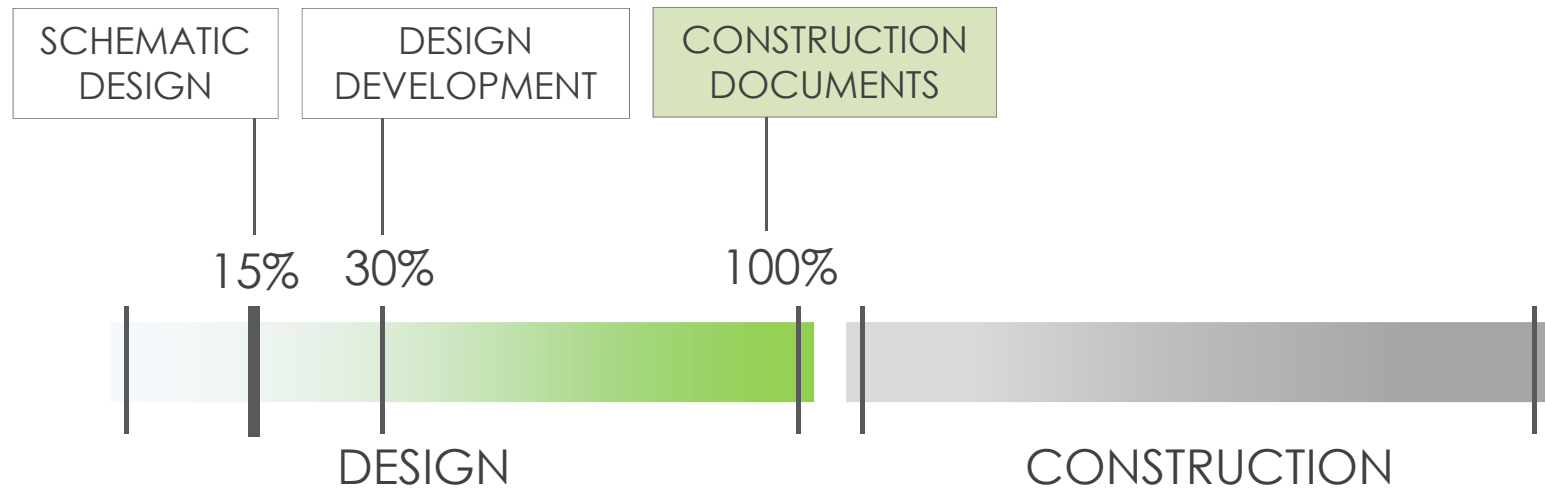 SCHEMATIC
DESIGN
DESIGN
DEVELOPMENT
CONSTRUCTION
DOCUMENTS
15%
30%
100%
DESIGN
CONSTRUCTION